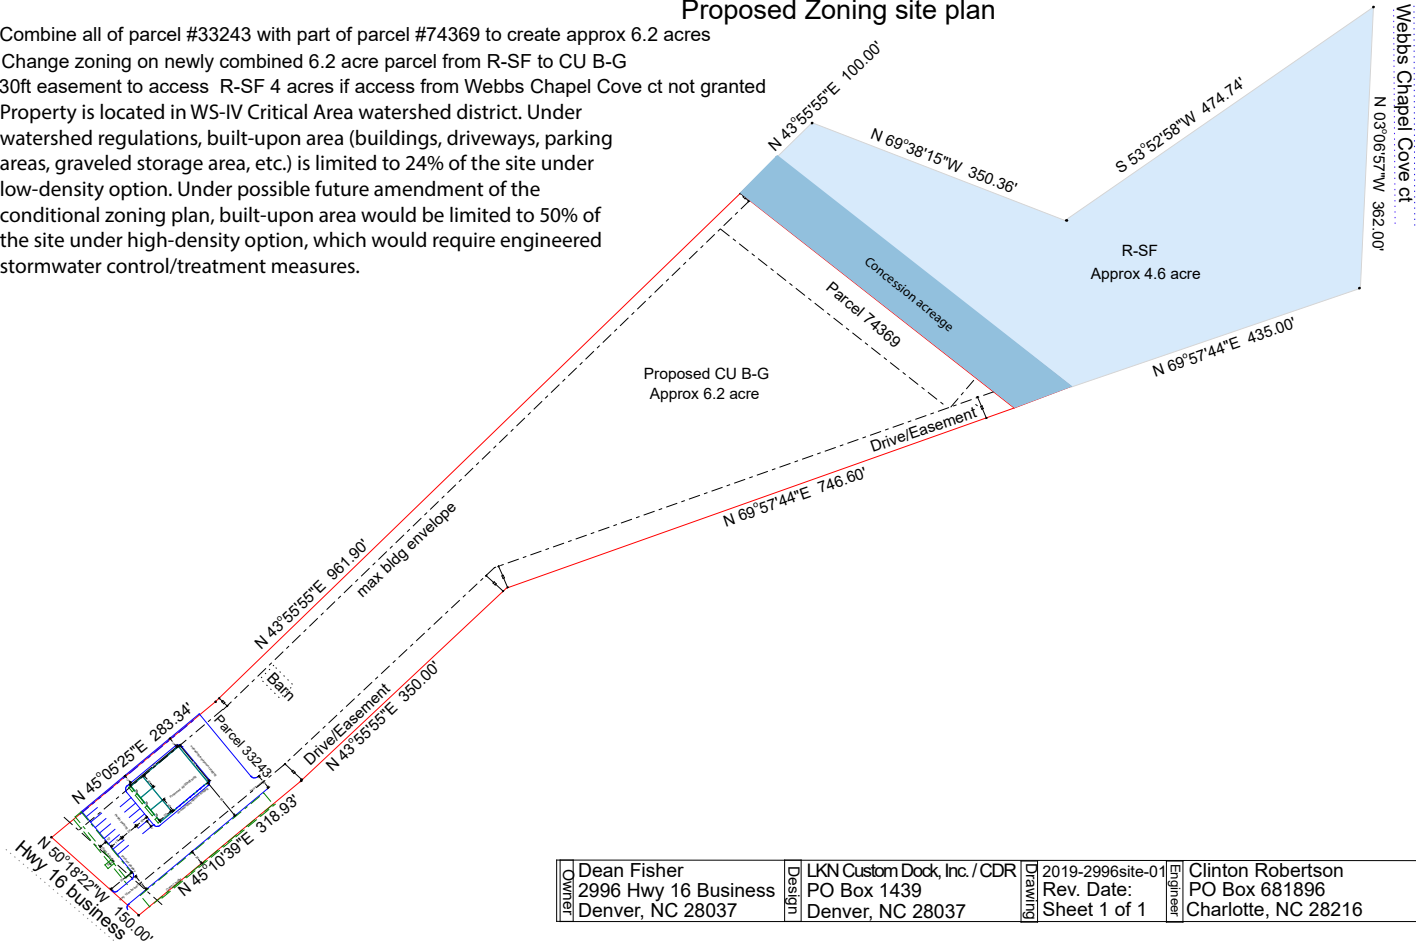 Proposed Zoning site plan
Combine all of parcel #33243 with part of parcel #74369 to create approx 6.2 acres
Change zoning on newly combined 6.2 acre parcel from R-SF to CU B-G
30ft easement to access R-SF 4 acres if access from Webbs Chapel Cove ct not granted
Property is located in WS-IV Critical Area watershed district. Under
watershed regulations, built-upon area (buildings, driveways, parking
areas, graveled storage area, etc.) is limited to 24% of the site under
low-density option. Under possible future amendment of the
conditional zoning plan, built-upon area would be limited to 50% of
the site under high-density option, which would require engineered
stormwater control/treatment measures.
N 43°55'55"E 100.00'
N 69°38'15"W 350.36'
S 53°52'58"W 474.74'
N 03°06'57"W 362.00'
Webbs Chapel Cove ct
R-SF
Approx 4.6 acre
Concession acreage
Parcel 74369
N 69°57'44"E 435.00'
Proposed CU B-G
Approx 6.2 acre
Drive/Easement
N 69°57'44"E 746.60'
max bldg envelope
N 43°55'55"E 961.90'
Barn
Drive/Easement
N 43°55'55"E 350.00'
Parcel 33243
N 45°05'25"E 283.34'
N 45°10'39"E 318.93'
N 50°18'22"W 150.00'
Hwy 16 business
Owner
Dean Fisher
2996 Hwy 16 Business
Denver, NC 28037
Design
LKN Custom Dock, Inc. / CDR
PO Box 1439
Denver, NC 28037
Drawing
2019-2996site-01
Rev. Date:
Sheet 1 of 1
Engineer
Clinton Robertson
PO Box 681896
Charlotte, NC 28216